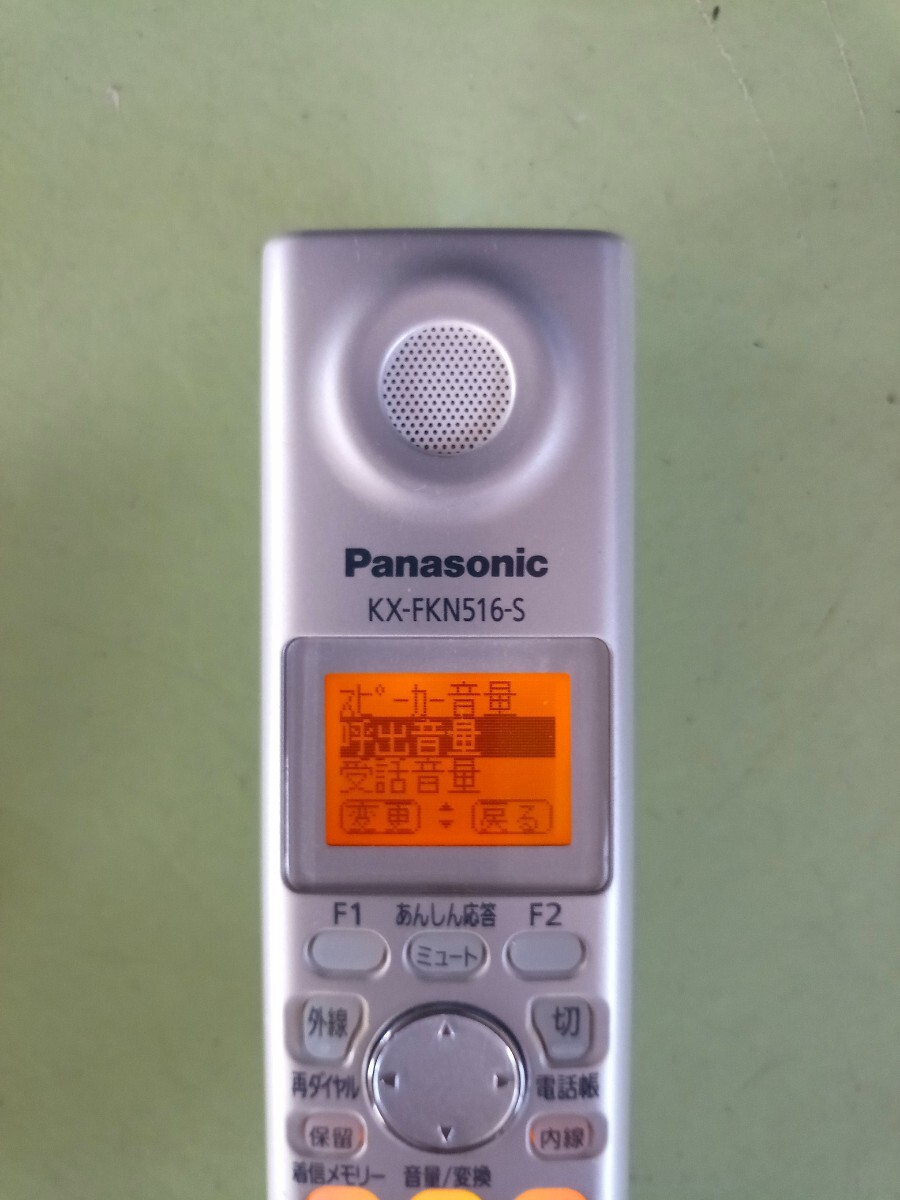 Panasonic
KX-FKN516-S
ｽﾋﾟｰｶｰ音量
呼出音量
受話音量
変更 戻る
F1 あんしん応答 F2
ミュート
外線 切
再ダイヤル 電話帳
保留 内線
着信メモリー 音量/変換